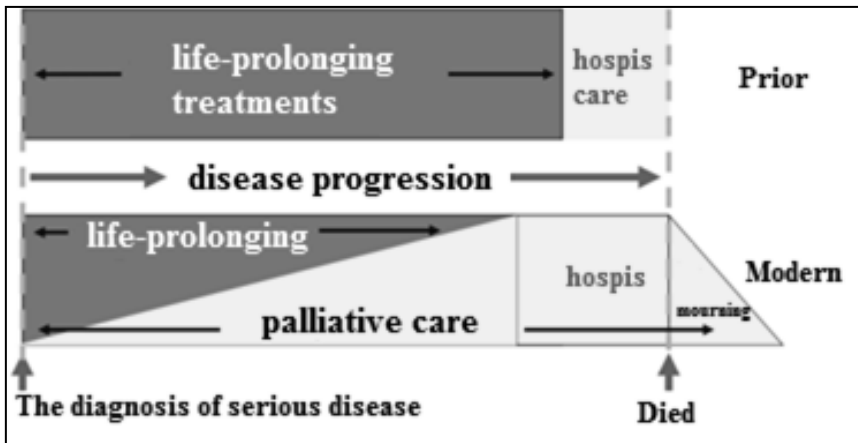 life-prolonging
treatments
hospis
care
Prior
disease progression
life-prolonging
hospis
Modern
mourning
palliative care
The diagnosis of serious disease
Died